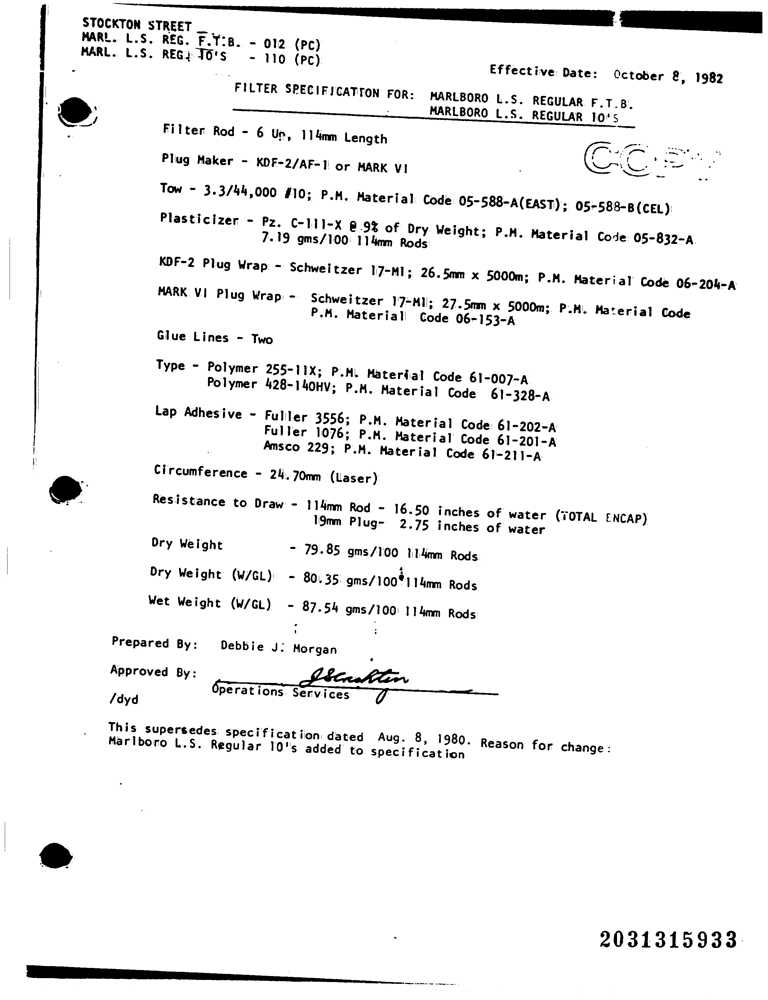 STOCKTON STREET
MARL. L.S. REG. F.T.B. - 012 (PC)
MARL. L.S. REG. 10'S - 110 (PC)
Effective Date: October 8, 1982
FILTER SPECIFICATION FOR: MARLBORO L.S. REGULAR F.T.B.
MARLBORO L.S. REGULAR 10'S
COPY
Filter Rod - 6 Up, 114mm Length
Plug Maker - KDF-2/AF-1 or MARK VI
Tow - 3.3/44,000 #10; P.M. Material Code 05-588-A(EAST); 05-588-B(CEL)
Plasticizer - Pz. C-111-X @ 9% of Dry Weight; P.M. Material Code 05-832-A
7.19 gms/100 114mm Rods
KDF-2 Plug Wrap - Schweitzer 17-M1; 26.5mm x 5000m; P.M. Material Code 06-204-A
MARK VI Plug Wrap - Schweitzer 17-M1; 27.5mm x 5000m; P.M. Material Code
P.M. Material Code 06-153-A
Glue Lines - Two
Type - Polymer 255-11X; P.M. Material Code 61-007-A
Polymer 428-140HV; P.M. Material Code 61-328-A
Lap Adhesive - Fuller 3556; P.M. Material Code 61-202-A
Fuller 1076; P.M. Material Code 61-201-A
Amsco 229; P.M. Material Code 61-211-A
Circumference - 24.70mm (Laser)
Resistance to Draw - 114mm Rod - 16.50 inches of water (TOTAL ENCAP)
19mm Plug- 2.75 inches of water
Dry Weight - 79.85 gms/100 114mm Rods
Dry Weight (W/GL) - 80.35 gms/100 114mm Rods
Wet Weight (W/GL) - 87.54 gms/100 114mm Rods
Prepared By: Debbie J. Morgan
Approved By:
Operations Services
/dyd
This supersedes specification dated Aug. 8, 1980. Reason for change:
Marlboro L.S. Regular 10's added to specification
2031315933